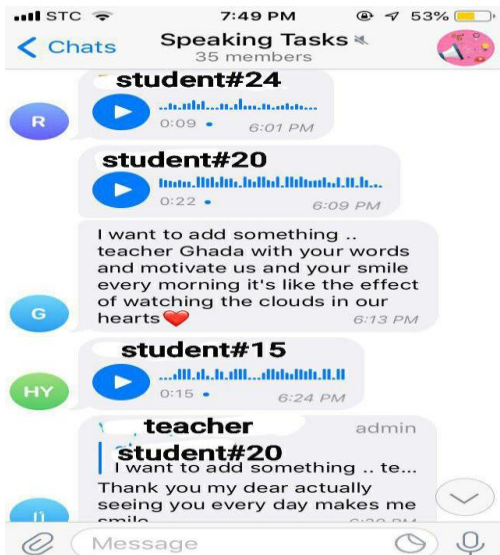 STC 7:49 PM 53%
Chats Speaking Tasks
35 members
student#24
R
0:09 6:01 PM
student#20
0:22 6:09 PM
I want to add something ..
teacher Ghada with your words
and motivate us and your smile
every morning it's like the effect
of watching the clouds in our
G hearts❤️ 6:13 PM
student#15
HY
0:15 6:24 PM
teacher admin
student#20
I want to add something .. te...
Thank you my dear actually
seeing you every day makes me
smile
Message